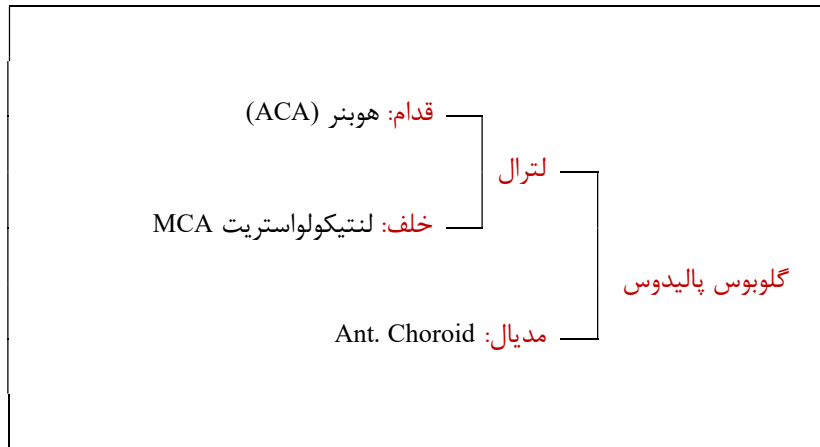 قدام: هوبنر (ACA)
لترال
خلف: لنتیکولواستریت MCA
گلوبوس پالیدوس
مدیال: Ant. Choroid